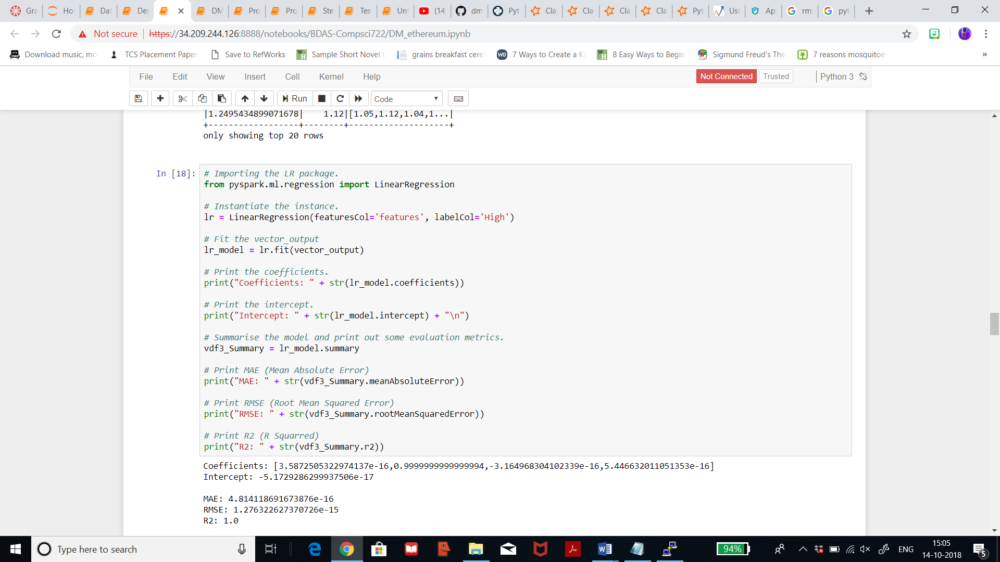 Gra
Ho
Dat
Der
DM
Pro
Pro
Ste
Tes
Unt
(14
dm
Pyt
Cla
Cla
Cla
Cla
Pyt
Usi
Ap
rm
pyt
Not secure
https://34.209.244.126:8888/notebooks/BDAS-Compsci722/DM_ethereum.ipynb
Download music, mo
TCS Placement Paper
Save to RefWorks
Sample Short Novel
grains breakfast cere
7 Ways to Create a Ki
8 Easy Ways to Begin
Sigmund Freud's The
7 reasons mosquitoe
»
File Edit View Insert Cell Kernel Help
Not Connected Trusted Python 3
Run Code
|1.2495434899071678|    1.12|[1.05,1.12,1.04,1...|
+------------------+--------+--------------------+
only showing top 20 rows
In [18]: # Importing the LR package.
from pyspark.ml.regression import LinearRegression
# Instantiate the instance.
lr = LinearRegression(featuresCol='features', labelCol='High')
# Fit the vector_output
lr_model = lr.fit(vector_output)
# Print the coefficients.
print("Coefficients: " + str(lr_model.coefficients))
# Print the intercept.
print("Intercept: " + str(lr_model.intercept) + "\n")
# Summarise the model and print out some evaluation metrics.
vdf3_Summary = lr_model.summary
# Print MAE (Mean Absolute Error)
print("MAE: " + str(vdf3_Summary.meanAbsoluteError))
# Print RMSE (Root Mean Squared Error)
print("RMSE: " + str(vdf3_Summary.rootMeanSquaredError))
# Print R2 (R Squarred)
print("R2: " + str(vdf3_Summary.r2))
Coefficients: [3.5872505322974137e-16,0.9999999999999994,-3.164968304102339e-16,5.446632011051353e-16]
Intercept: -5.1729286299937506e-17
MAE: 4.814118691673876e-16
RMSE: 1.276322627370726e-15
R2: 1.0
Type here to search
94%
ENG
15:05
14-10-2018
5